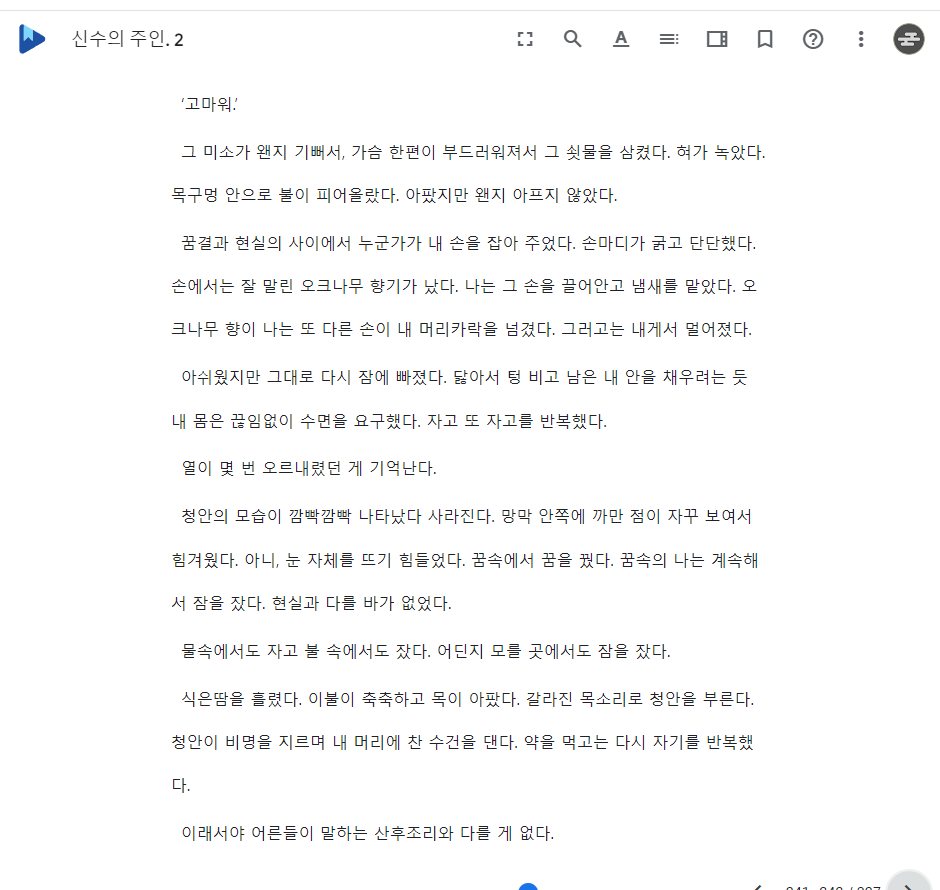 신수의 주인. 2
'고마워.'
그 미소가 왠지 기뻐서, 가슴 한편이 부드러워져서 그 쇳물을 삼켰다. 혀가 녹았다.
목구멍 안으로 불이 피어올랐다. 아팠지만 왠지 아프지 않았다.
꿈결과 현실의 사이에서 누군가가 내 손을 잡아 주었다. 손마디가 굵고 단단했다.
손에서는 잘 말린 오크나무 향기가 났다. 나는 그 손을 끌어안고 냄새를 맡았다. 오
크나무 향이 나는 또 다른 손이 내 머리카락을 넘겼다. 그러고는 내게서 멀어졌다.
아쉬웠지만 그대로 다시 잠에 빠졌다. 닳아서 텅 비고 남은 내 안을 채우려는 듯
내 몸은 끊임없이 수면을 요구했다. 자고 또 자고를 반복했다.
열이 몇 번 오르내렸던 게 기억난다.
청안의 모습이 깜빡깜빡 나타났다 사라진다. 망막 안쪽에 까만 점이 자꾸 보여서
힘겨웠다. 아니, 눈 자체를 뜨기 힘들었다. 꿈속에서 꿈을 꿨다. 꿈속의 나는 계속해
서 잠을 잤다. 현실과 다를 바가 없었다.
물속에서도 자고 불 속에서도 잤다. 어딘지 모를 곳에서도 잠을 잤다.
식은땀을 흘렸다. 이불이 축축하고 목이 아팠다. 갈라진 목소리로 청안을 부른다.
청안이 비명을 지르며 내 머리에 찬 수건을 댄다. 약을 먹고는 다시 자기를 반복했
다.
이래서야 어른들이 말하는 산후조리와 다를 게 없다.